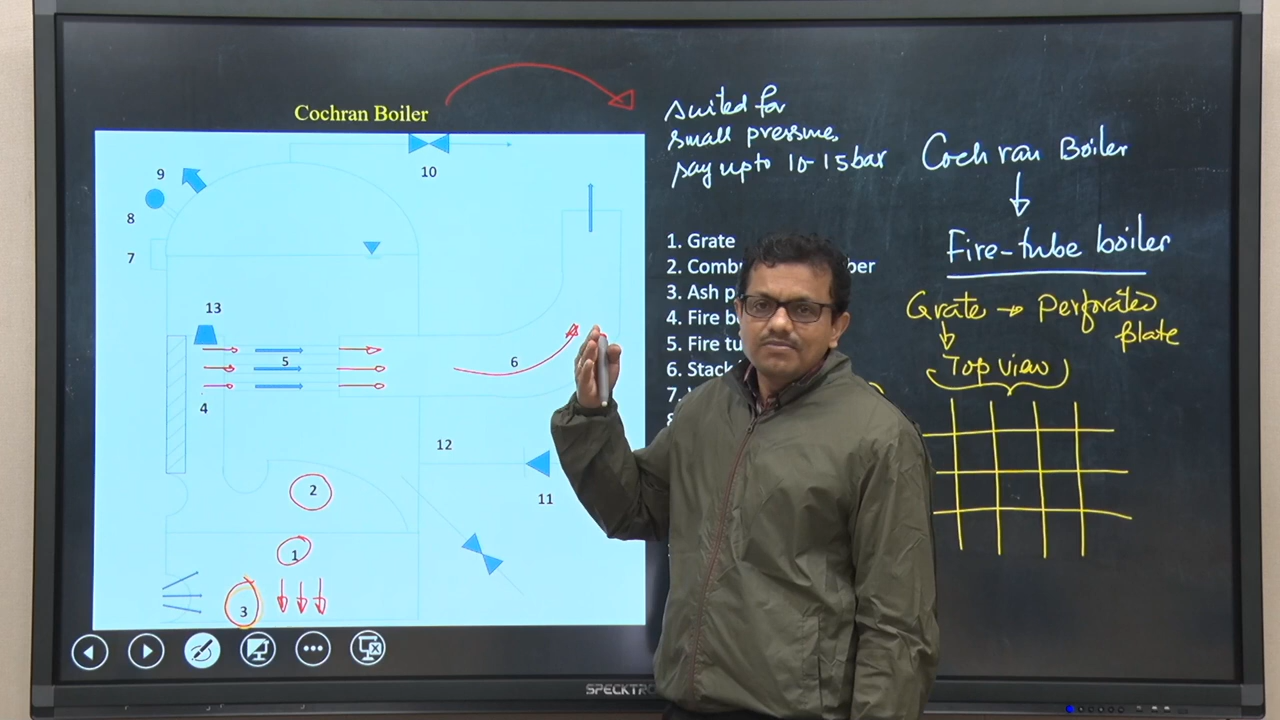 Cochran Boiler
9
10
8
7
13
5
6
4
12
2
11
1
3
suited for
small pressure,
say upto 10-15bar
1. Grate
2. Comb ber
3. Ash p
4. Fire b
5. Fire tu
6. Stack
7.
Cochran Boiler
Fire-tube boiler
Grate → Perforated
plate
Top view
SPECKTRO